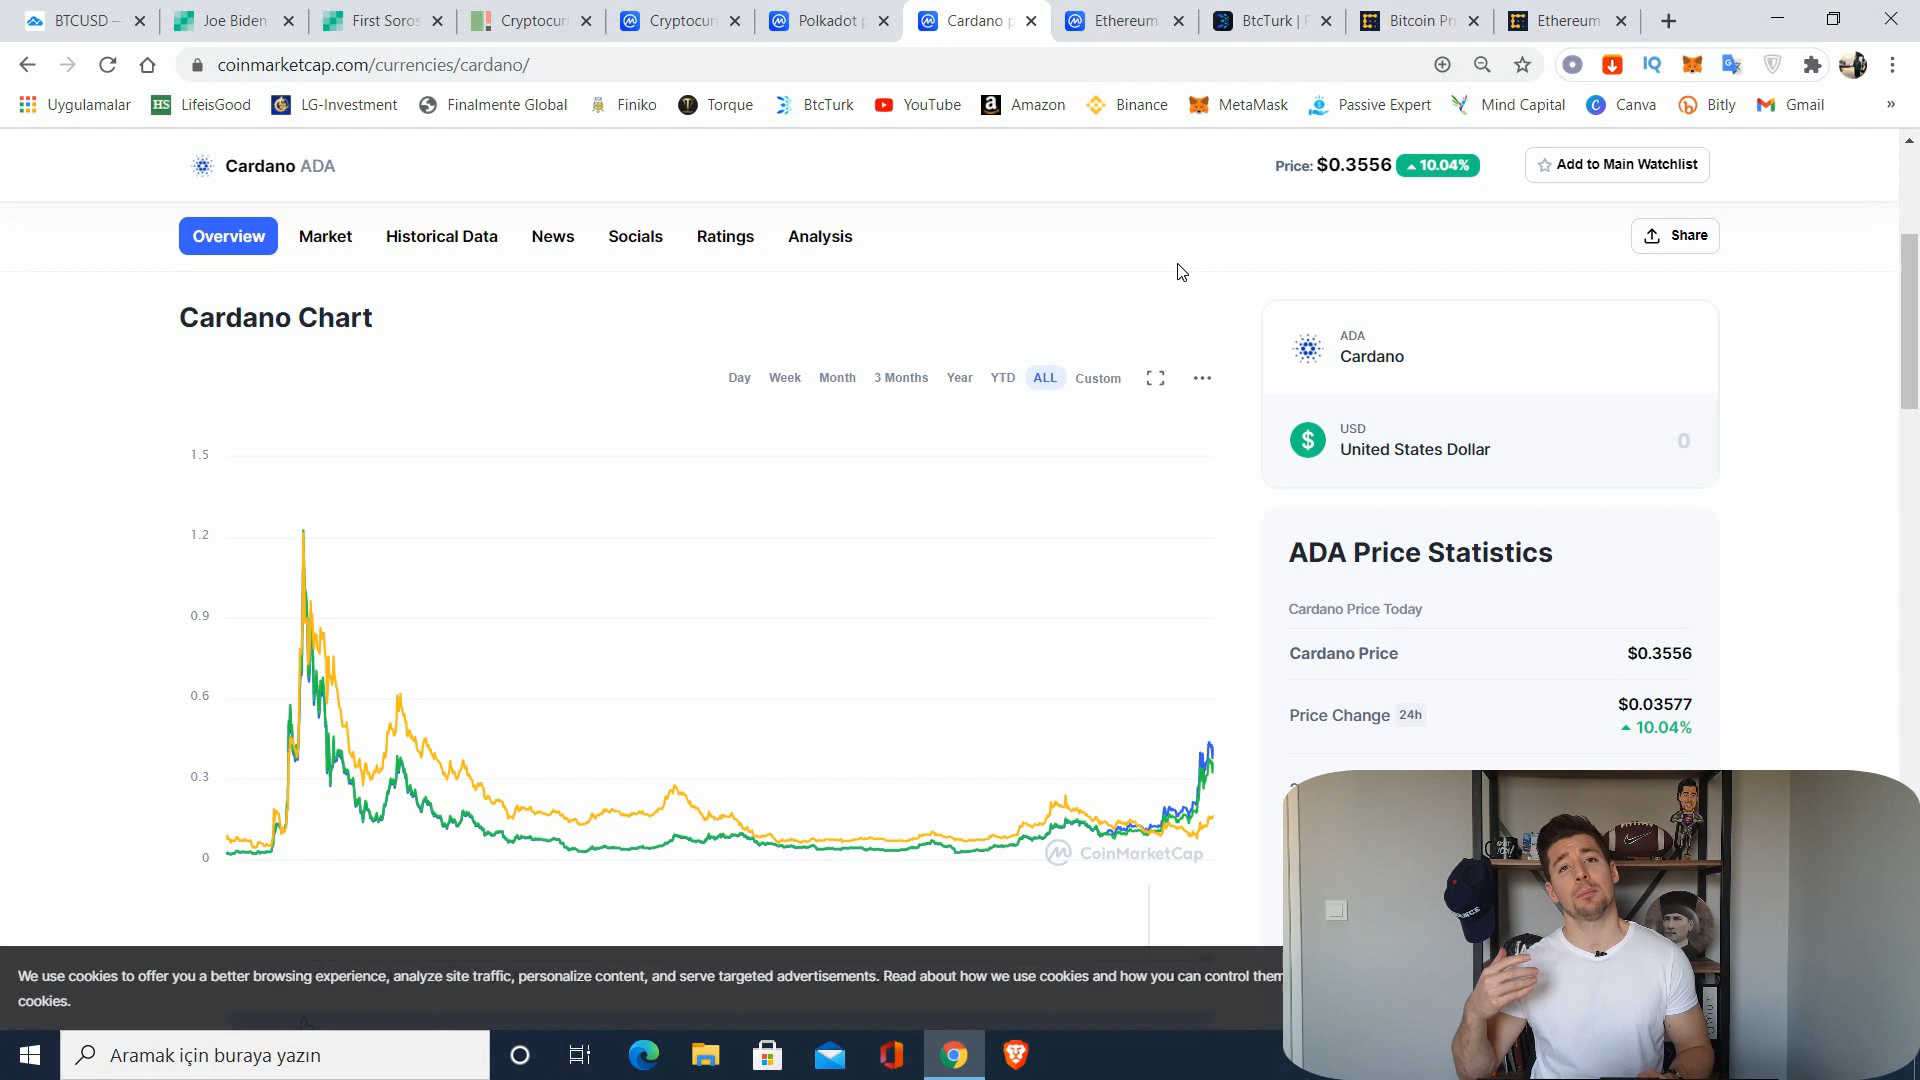 BTCUSD
Joe Biden
First Soros
Cryptocur
Cryptocur
Polkadot p
Cardano p
Ethereum
BtcTurk | F
Bitcoin Pri
Ethereum
coinmarketcap.com/currencies/cardano/
Uygulamalar
LifeisGood
LG-Investment
Finalmente Global
Finiko
Torque
BtcTurk
YouTube
Amazon
Binance
MetaMask
Passive Expert
Mind Capital
Canva
Bitly
Gmail
Cardano ADA
Price: $0.3556 10.04%
Add to Main Watchlist
Overview
Market
Historical Data
News
Socials
Ratings
Analysis
Share
Cardano Chart
Day
Week
Month
3 Months
Year
YTD
ALL
Custom
1.5
1.2
0.9
0.6
0.3
0
CoinMarketCap
ADA
Cardano
USD
United States Dollar
0
ADA Price Statistics
Cardano Price Today
Cardano Price
$0.3556
Price Change 24h
$0.03577
10.04%
We use cookies to offer you a better browsing experience, analyze site traffic, personalize content, and serve targeted advertisements. Read about how we use cookies and how you can control them
cookies.
Aramak için buraya yazın